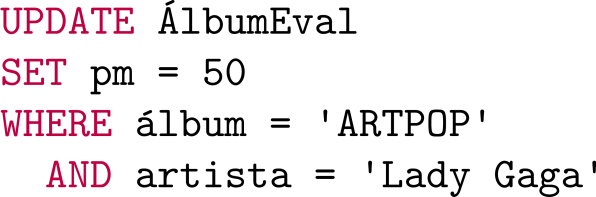 UPDATE ÁlbumEval
SET pm = 50
WHERE álbum = 'ARTPOP'
AND artista = 'Lady Gaga'